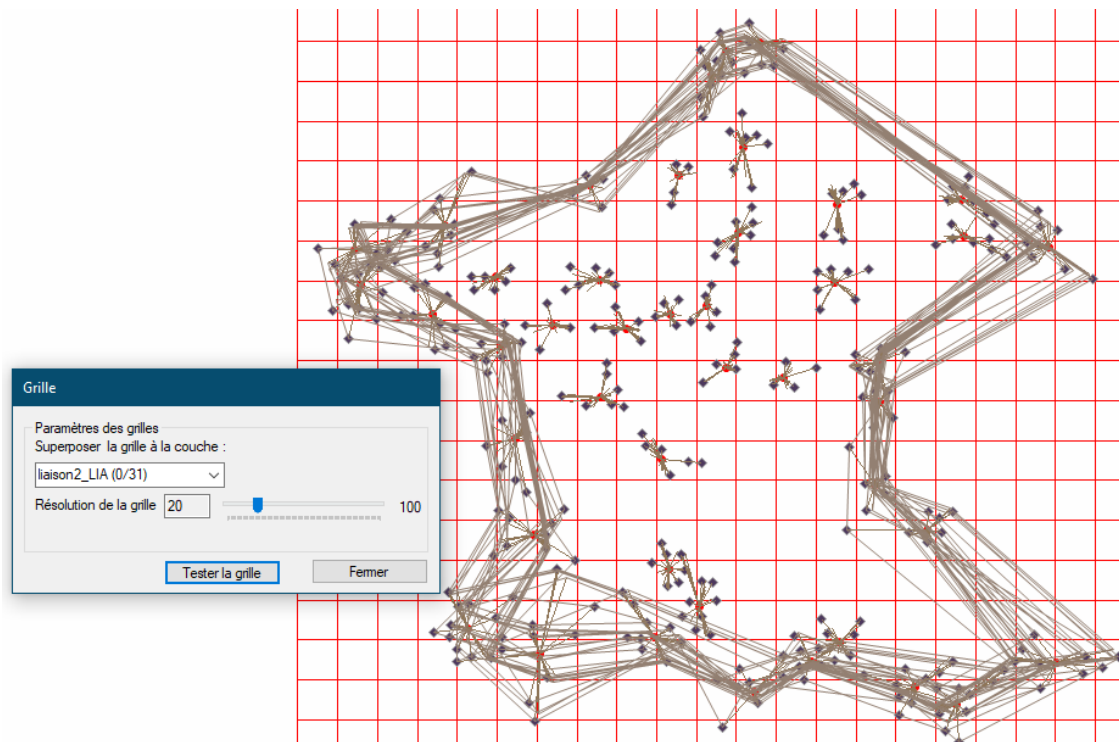 Grille
Paramètres des grilles
Superposer la grille à la couche :
liaison2_LIA (0/31)
Résolution de la grille 20 100
Tester la grille Fermer